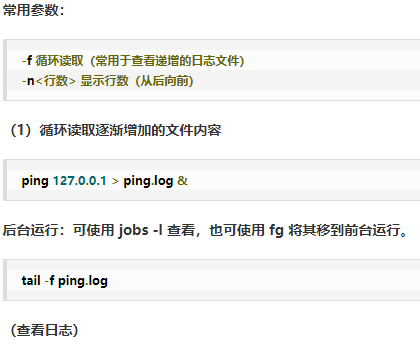 常用参数：
-f 循环读取（常用于查看递增的日志文件）
-n<行数> 显示行数（从后向前）
（1）循环读取逐渐增加的文件内容
ping 127.0.0.1 > ping.log &
后台运行：可使用 jobs -l 查看，也可使用 fg 将其移到前台运行。
tail -f ping.log
（查看日志）